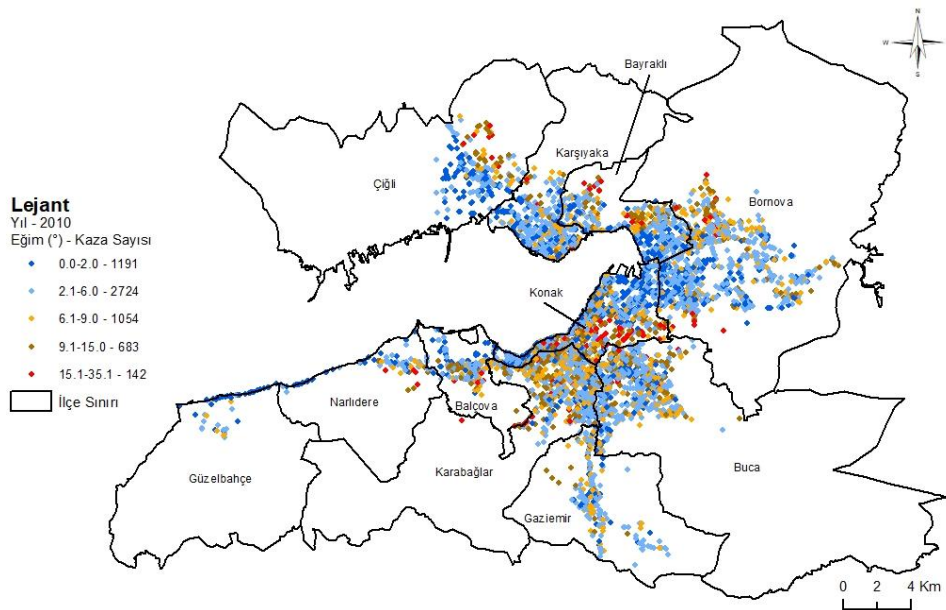 N
W
E
S
Bayraklı
Karşıyaka
Çiğli
Bornova
Lejant
Yıl - 2010
Eğim (°) - Kaza Sayısı
0.0-2.0 - 1191
2.1-6.0 - 2724
6.1-9.0 - 1054
9.1-15.0 - 683
15.1-35.1 - 142
İlçe Sınırı
Konak
Narlıdere
Balcova
Güzelbahçe
Karabağlar
Buca
Gaziemir
0 2 4 Km